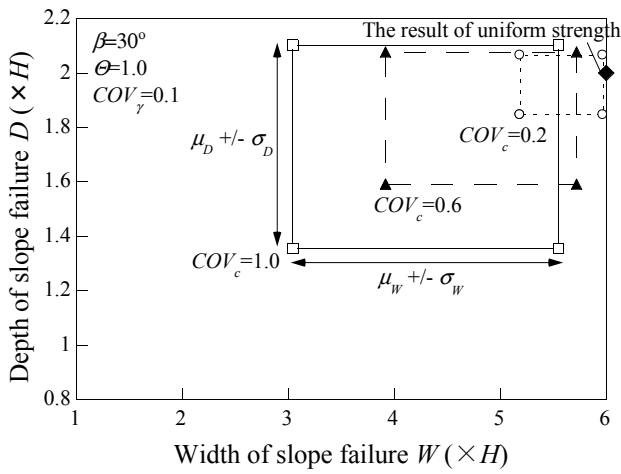 The result of uniform strength
β=30°
Θ=1.0
COVγ=0.1
μD +/- σD
COVc=0.2
COVc=0.6
COVc=1.0
μW +/- σW
2.2
2
1.8
1.6
1.4
1.2
1
0.8
1 2 3 4 5 6
Depth of slope failure D (×H)
Width of slope failure W (×H)